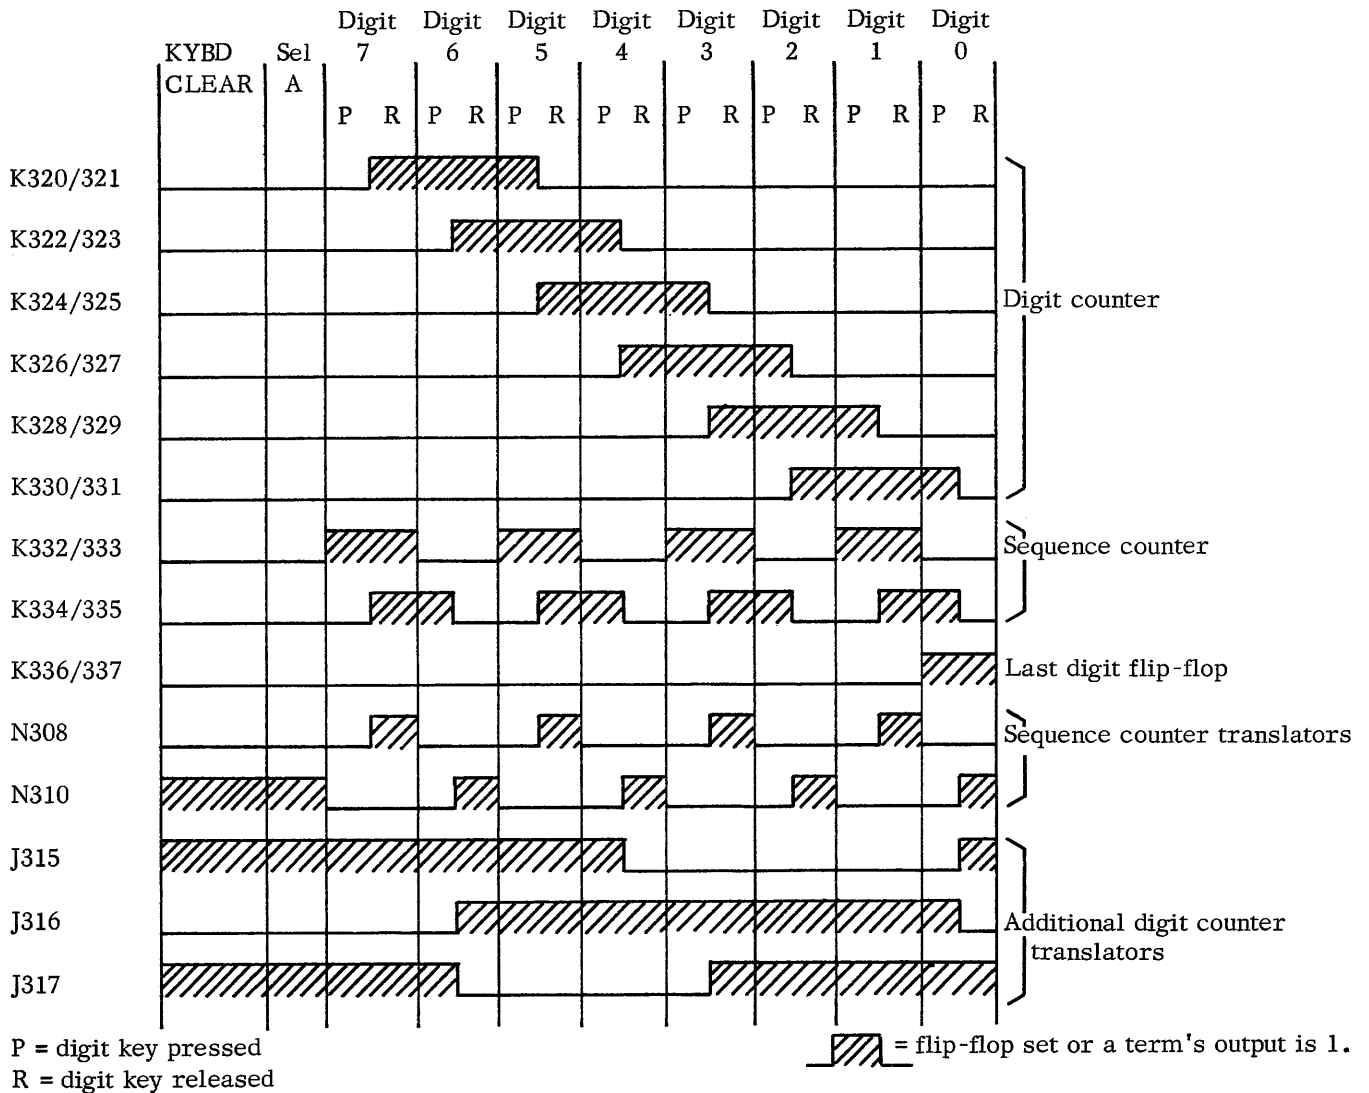 Digit Digit Digit Digit Digit Digit Digit Digit
KYBD Sel 7 6 5 4 3 2 1 0
CLEAR A
P R P R P R P R P R P R P R P R
K320/321
K322/323
K324/325 Digit counter
K326/327
K328/329
K330/331
K332/333 Sequence counter
K334/335
K336/337 Last digit flip-flop
N308 Sequence counter translators
N310
J315
J316 Additional digit counter
translators
J317
P = digit key pressed = flip-flop set or a term's output is 1.
R = digit key released